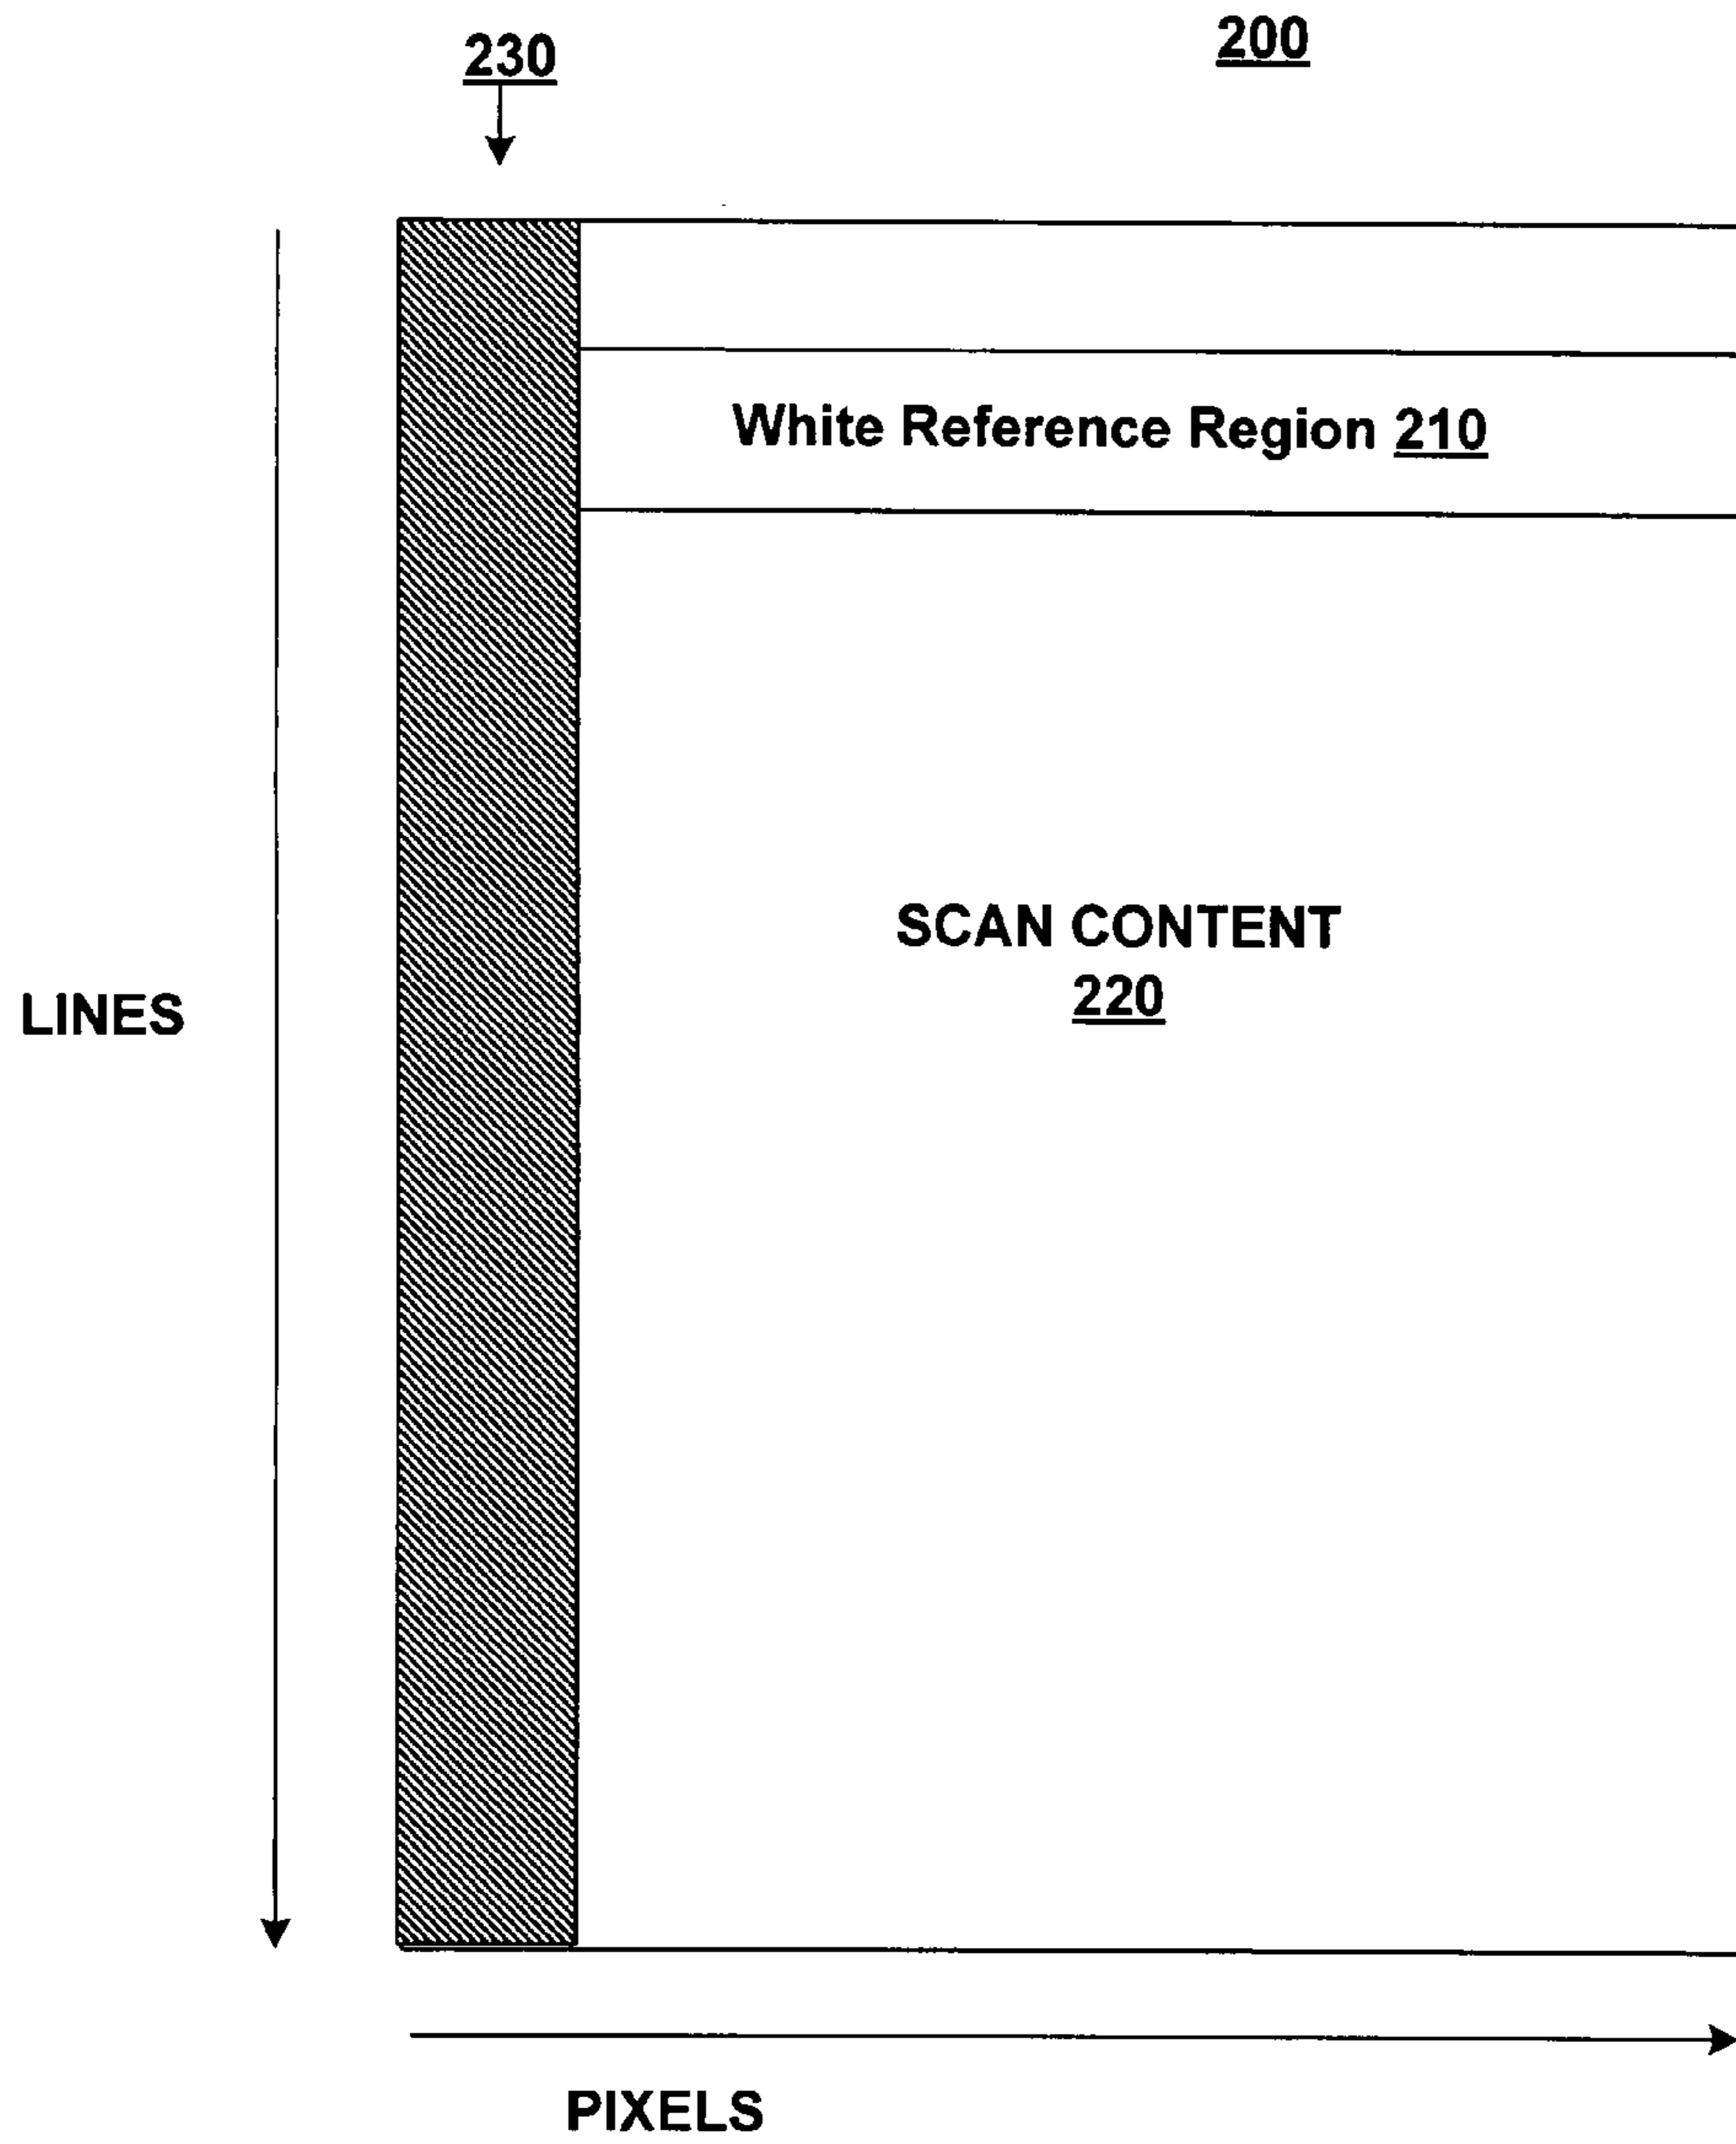 200
230
White Reference Region 210
SCAN CONTENT
220
LINES
PIXELS